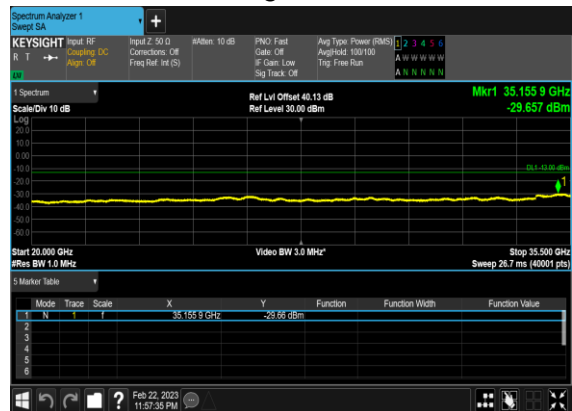 Spectrum Analyzer 1
Swept SA
+
KEYSIGHT
R T
LW
Input: RF
Coupling: DC
Align: Off
Input Z: 50 Ω
Corrections: Off
Freq Ref: Int (S)
#Atten: 10 dB
PNO: Fast
Gate: Off
IF Gain: Low
Sig Track: Off
Avg Type: Power (RMS)
Avg|Hold: 100/100
Trig: Free Run
1 2 3 4 5 6
A W W W W W
A N N N N N
1 Spectrum
Scale/Div 10 dB
Log
Ref Lvl Offset 40.13 dB
Ref Level 30.00 dBm
Mkr1 35.155 9 GHz
-29.657 dBm
20.0
10.0
0.00
-10.0
-20.0
-30.0
-40.0
-50.0
-60.0
DL1 -13.00 dBm
1
Start 20.000 GHz
#Res BW 1.0 MHz
Video BW 3.0 MHz*
Stop 35.500 GHz
Sweep 26.7 ms (40001 pts)
5 Marker Table
Mode Trace Scale X Y Function Function Width Function Value
1 N 1 f 35.155 9 GHz -29.66 dBm
2
3
4
5
6
?
Feb 22, 2023
11:57:35 PM